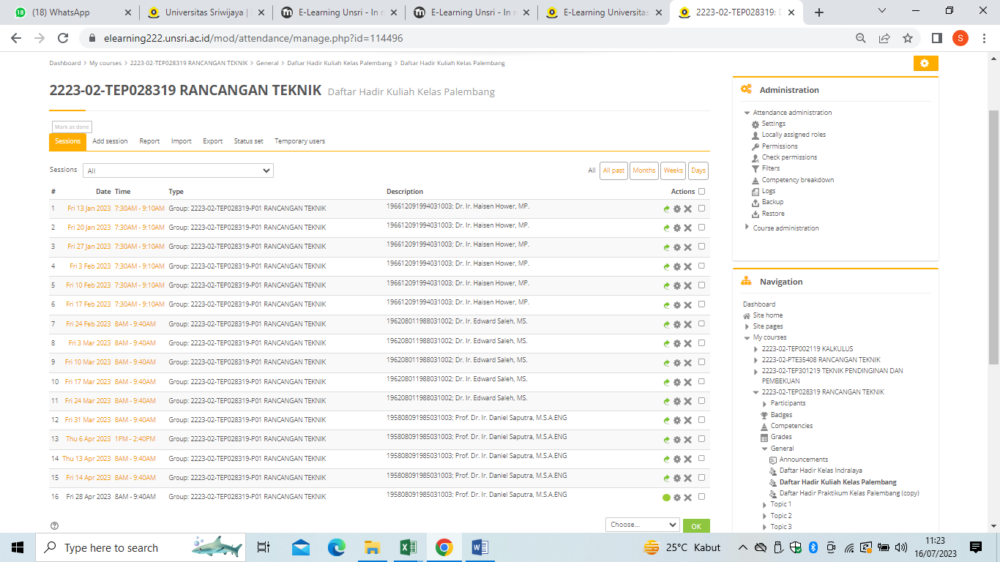 (18) WhatsApp
Universitas Sriwijaya |
E-Learning Unsri - In
E-Learning Unsri - In
E-Learning Universitas
2223-02-TEP028319:
elearning222.unsri.ac.id/mod/attendance/manage.php?id=114496
S
Dashboard > My courses > 2223-02-TEP028319 RANCANGAN TEKNIK > General > Daftar Hadir Kuliah Kelas Palembang > Daftar Hadir Kuliah Kelas Palembang
2223-02-TEP028319 RANCANGAN TEKNIK Daftar Hadir Kuliah Kelas Palembang
Mark as done
Sessions Add session Report Import Export Status set Temporary users
Sessions All All All past Months Weeks Days
# Date Time Type Description Actions
1 Fri 13 Jan 2023 7:30AM - 9:10AM Group: 2223-02-TEP028319-P01 RANCANGAN TEKNIK 196612091994031003; Dr. Ir. Haisen Hower, MP.
2 Fri 20 Jan 2023 7:30AM - 9:10AM Group: 2223-02-TEP028319-P01 RANCANGAN TEKNIK 196612091994031003; Dr. Ir. Haisen Hower, MP.
3 Fri 27 Jan 2023 7:30AM - 9:10AM Group: 2223-02-TEP028319-P01 RANCANGAN TEKNIK 196612091994031003; Dr. Ir. Haisen Hower, MP.
4 Fri 3 Feb 2023 7:30AM - 9:10AM Group: 2223-02-TEP028319-P01 RANCANGAN TEKNIK 196612091994031003; Dr. Ir. Haisen Hower, MP.
5 Fri 10 Feb 2023 7:30AM - 9:10AM Group: 2223-02-TEP028319-P01 RANCANGAN TEKNIK 196612091994031003; Dr. Ir. Haisen Hower, MP.
6 Fri 17 Feb 2023 7:30AM - 9:10AM Group: 2223-02-TEP028319-P01 RANCANGAN TEKNIK 196612091994031003; Dr. Ir. Haisen Hower, MP.
7 Fri 24 Feb 2023 8AM - 9:40AM Group: 2223-02-TEP028319-P01 RANCANGAN TEKNIK 196208011988031002; Dr. Ir. Edward Saleh, MS.
8 Fri 3 Mar 2023 8AM - 9:40AM Group: 2223-02-TEP028319-P01 RANCANGAN TEKNIK 196208011988031002; Dr. Ir. Edward Saleh, MS.
9 Fri 10 Mar 2023 8AM - 9:40AM Group: 2223-02-TEP028319-P01 RANCANGAN TEKNIK 196208011988031002; Dr. Ir. Edward Saleh, MS.
10 Fri 17 Mar 2023 8AM - 9:40AM Group: 2223-02-TEP028319-P01 RANCANGAN TEKNIK 196208011988031002; Dr. Ir. Edward Saleh, MS.
11 Fri 24 Mar 2023 8AM - 9:40AM Group: 2223-02-TEP028319-P01 RANCANGAN TEKNIK 196208011988031002; Dr. Ir. Edward Saleh, MS.
12 Fri 31 Mar 2023 8AM - 9:40AM Group: 2223-02-TEP028319-P01 RANCANGAN TEKNIK 195808091985031003; Prof. Dr. Ir. Daniel Saputra, M.S.A.ENG
13 Thu 6 Apr 2023 1PM - 2:40PM Group: 2223-02-TEP028319-P01 RANCANGAN TEKNIK 195808091985031003; Prof. Dr. Ir. Daniel Saputra, M.S.A.ENG
14 Thu 13 Apr 2023 8AM - 9:40AM Group: 2223-02-TEP028319-P01 RANCANGAN TEKNIK 195808091985031003; Prof. Dr. Ir. Daniel Saputra, M.S.A.ENG
15 Fri 14 Apr 2023 8AM - 9:40AM Group: 2223-02-TEP028319-P01 RANCANGAN TEKNIK 195808091985031003; Prof. Dr. Ir. Daniel Saputra, M.S.A.ENG
16 Fri 28 Apr 2023 8AM - 9:40AM Group: 2223-02-TEP028319-P01 RANCANGAN TEKNIK 195808091985031003; Prof. Dr. Ir. Daniel Saputra, M.S.A.ENG
Choose... OK
Administration
Attendance administration
Settings
Locally assigned roles
Permissions
Check permissions
Filters
Competency breakdown
Logs
Backup
Restore
Course administration
Navigation
Dashboard
Site home
Site pages
My courses
2223-02-TEP002119 KALKULUS
2223-02-PTE35408 RANCANGAN TEKNIK
2223-02-TEP301219 TEKNIK PENDINGINAN DAN
PEMBEKUAN
2223-02-TEP028319 RANCANGAN TEKNIK
Participants
Badges
Competencies
Grades
General
Announcements
Daftar Hadir Kelas Indralaya
Daftar Hadir Kuliah Kelas Palembang
Daftar Hadir Praktikum Kelas Palembang (copy)
Topic 1
Topic 2
Topic 3
Type here to search
25°C Kabut
11:23
16/07/2023